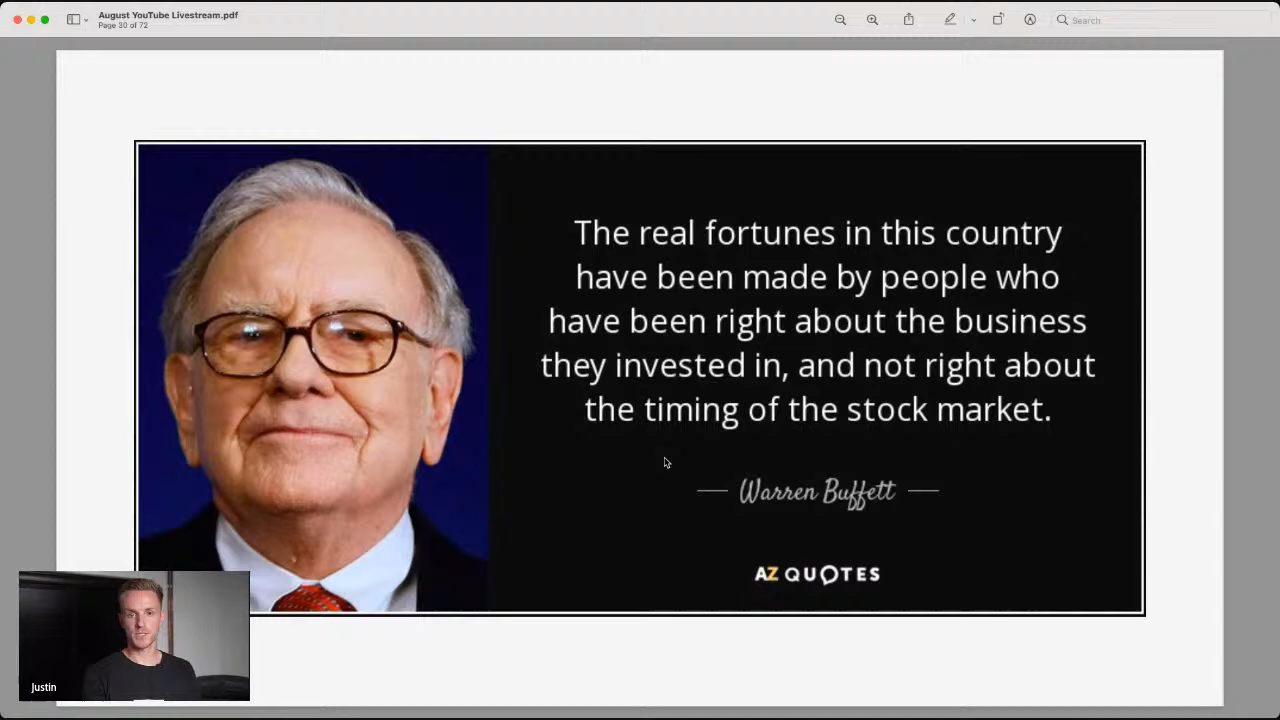 August YouTube Livestream.pdf
Page 30 of 72
Search
The real fortunes in this country
have been made by people who
have been right about the business
they invested in, and not right about
the timing of the stock market.
Warren Buffett
AZ QUOTES
Justin